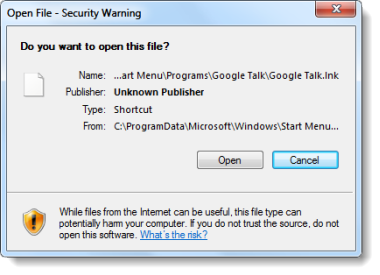 Open File - Security Warning
Do you want to open this file?
Name: ...art Menu\Programs\Google Talk\Google Talk.lnk
Publisher: Unknown Publisher
Type: Shortcut
From: C:\ProgramData\Microsoft\Windows\Start Menu...
Open Cancel
While files from the Internet can be useful, this file type can
potentially harm your computer. If you do not trust the source, do not
open this software. What's the risk?